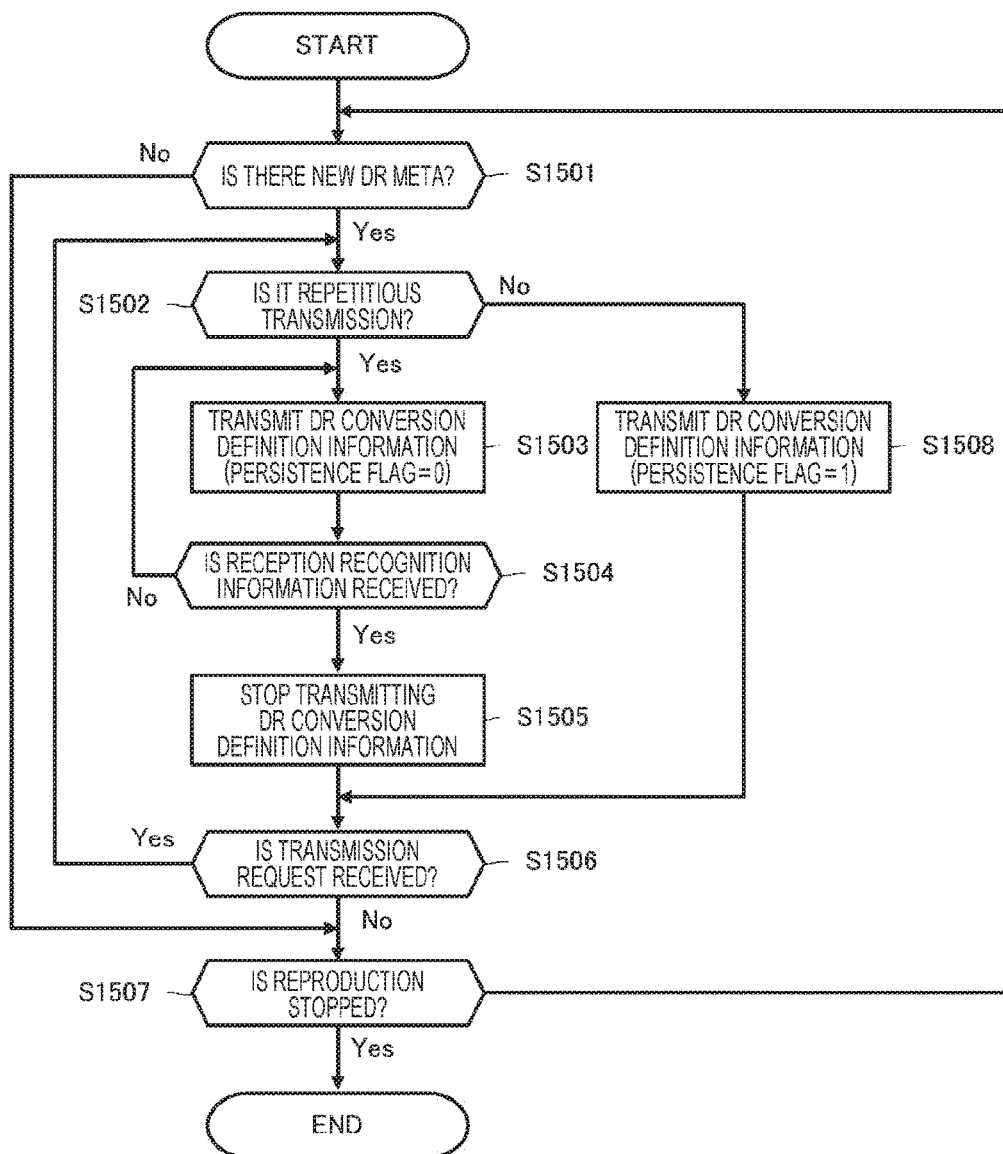 START
No
IS THERE NEW DR META?
S1501
Yes
S1502
IS IT REPETITIOUS
TRANSMISSION?
No
Yes
TRANSMIT DR CONVERSION
DEFINITION INFORMATION
(PERSISTENCE FLAG=0)
S1503
TRANSMIT DR CONVERSION
DEFINITION INFORMATION
(PERSISTENCE FLAG=1)
S1508
IS RECEPTION RECOGNITION
INFORMATION RECEIVED?
S1504
No
Yes
STOP TRANSMITTING
DR CONVERSION
DEFINITION INFORMATION
S1505
Yes
IS TRANSMISSION
REQUEST RECEIVED?
S1506
No
S1507
IS REPRODUCTION
STOPPED?
Yes
END